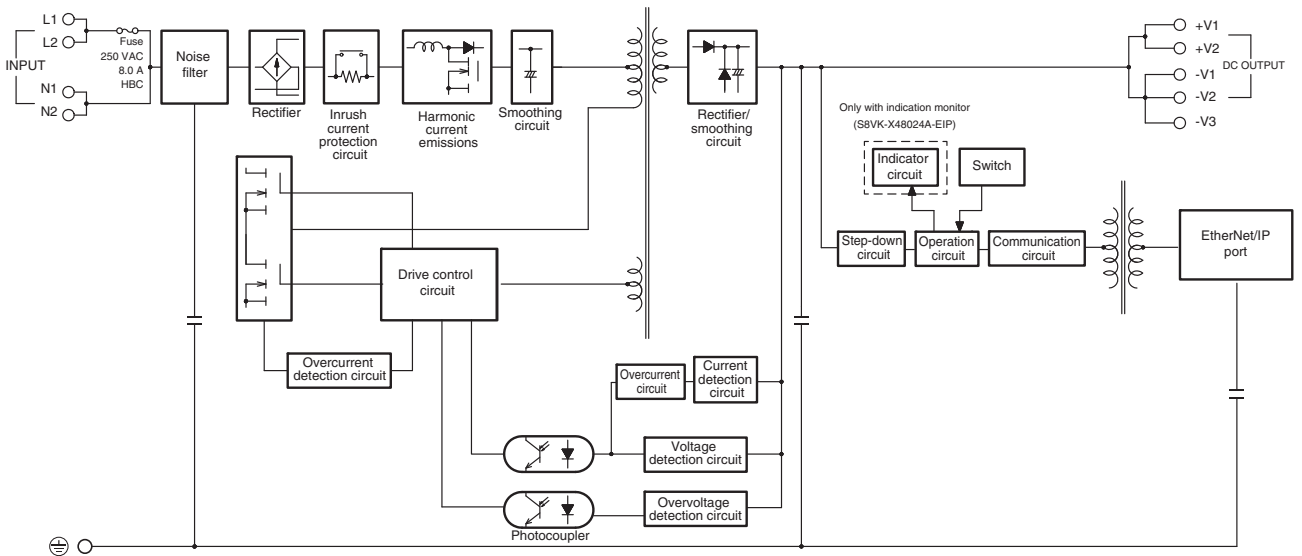 L1
L2
INPUT
N1
N2
Fuse
250 VAC
8.0 A
HBC
Noise
filter
Rectifier
Inrush
current
protection
circuit
Harmonic
current
emissions
Smoothing
circuit
Rectifier/
smoothing
circuit
+V1
+V2
DC OUTPUT
-V1
-V2
-V3
Only with indication monitor
(S8VK-X48024A-EIP)
Indicator
circuit
Switch
Step-down
circuit
Operation
circuit
Communication
circuit
EtherNet/IP
port
Drive control
circuit
Overcurrent
detection circuit
Overcurrent
circuit
Current
detection
circuit
Voltage
detection circuit
Overvoltage
detection circuit
Photocoupler